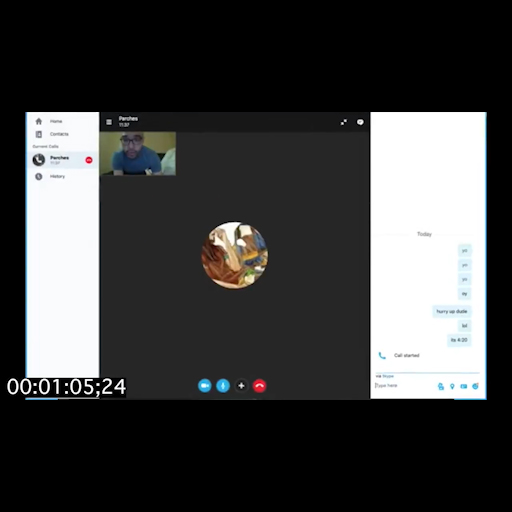 Home
Contacts
Current Calls
Parches
11:37
History
Parches
11:37
Today
yo
yo
yo
ay
hurry up dude
lol
its 4:20
Call started
via Skype
Type here
00:01:05;24